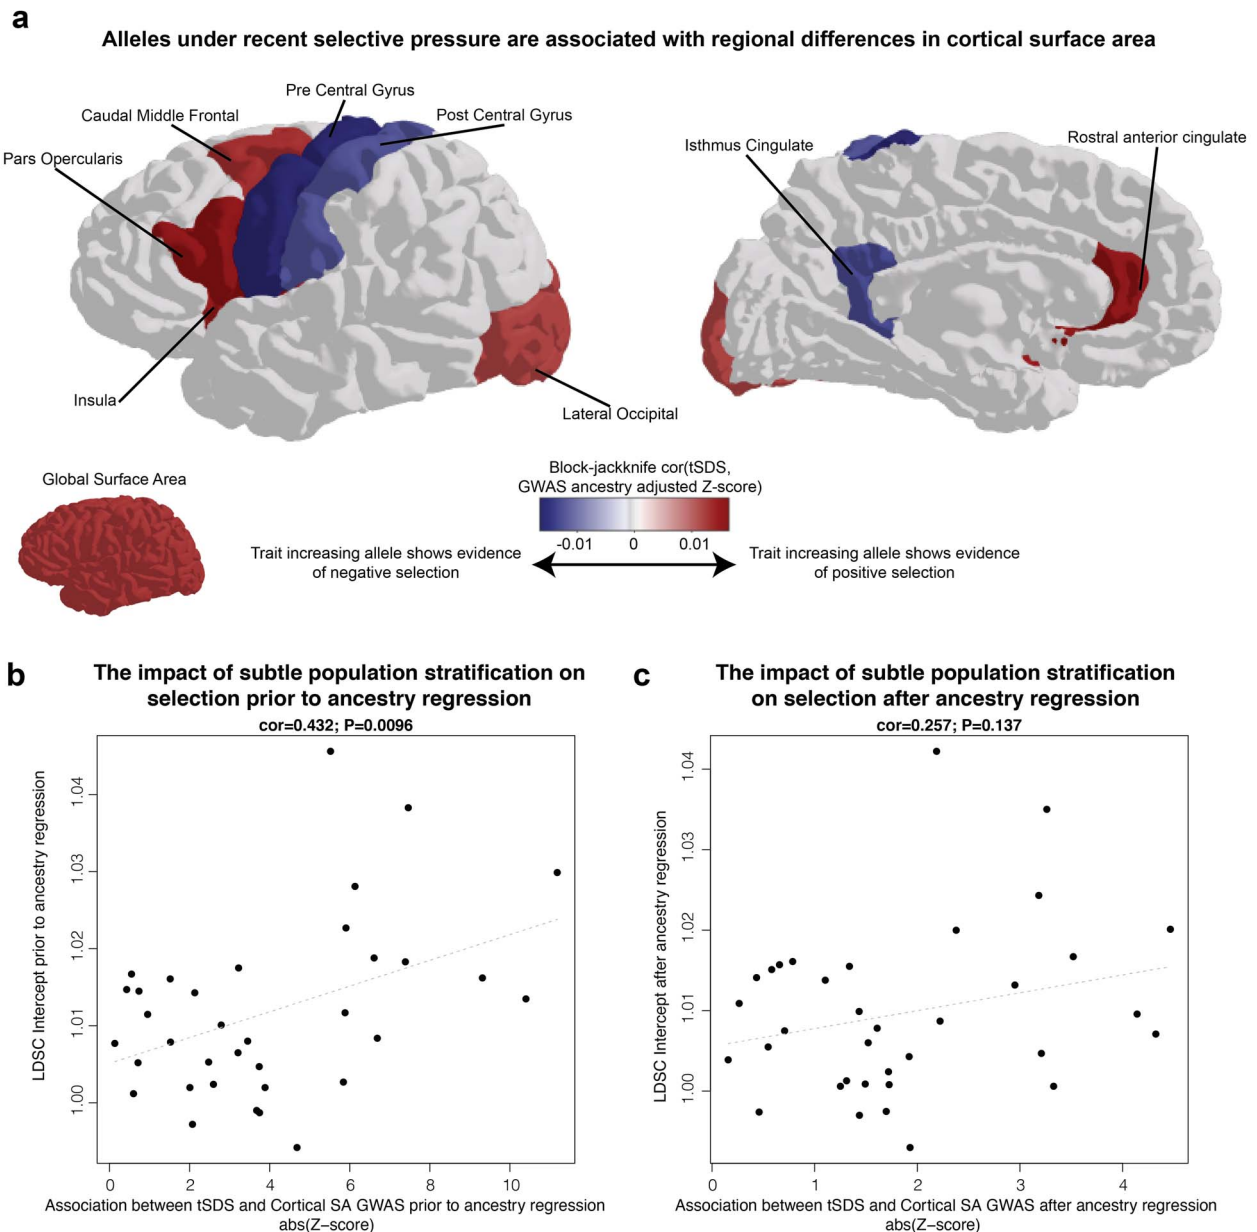 a
Alleles under recent selective pressure are associated with regional differences in cortical surface area
Pre Central Gyrus
Caudal Middle Frontal
Post Central Gyrus
Pars Opercularis
Insula
Lateral Occipital
Isthmus Cingulate
Rostral anterior cingulate
Global Surface Area
Block-jackknife cor(tSDS,
GWAS ancestry adjusted Z-score)
-0.01 0 0.01
Trait increasing allele shows evidence
of negative selection
Trait increasing allele shows evidence
of positive selection
b
The impact of subtle population stratification on
selection prior to ancestry regression
cor=0.432; P=0.0096
LDSC Intercept prior to ancestry regression
1.04
1.03
1.02
1.01
1.00
0 2 4 6 8 10
Association between tSDS and Cortical SA GWAS prior to ancestry regression
abs(Z−score)
c
The impact of subtle population stratification
on selection after ancestry regression
cor=0.257; P=0.137
LDSC Intercept after ancestry regression
1.04
1.03
1.02
1.01
1.00
0 1 2 3 4
Association between tSDS and Cortical SA GWAS after ancestry regression
abs(Z−score)